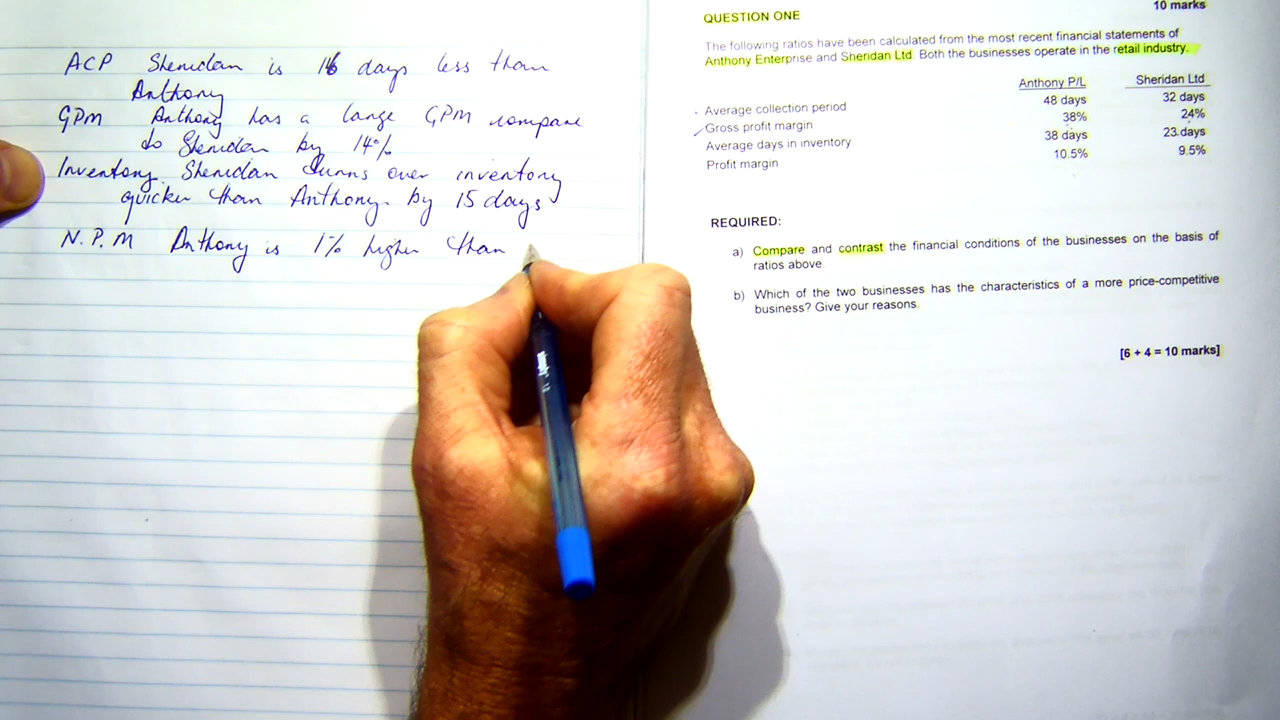 ACP Sheridan is 16 days less than
Anthony
GPM Anthony has a large GPM compare
to Sheridan by 14%
Inventory. Sheridan turns over inventory
quicker than Anthony. by 15 days
N.P.M Anthony is 1% higher than
10 marks
QUESTION ONE
The following ratios have been calculated from the most recent financial statements of
Anthony Enterprise and Sheridan Ltd. Both the businesses operate in the retail industry.
Anthony P/L Sheridan Ltd
Average collection period 48 days 32 days
Gross profit margin 38% 24%
Average days in inventory 38 days 23 days
Profit margin 10.5% 9.5%
REQUIRED:
a) Compare and contrast the financial conditions of the businesses on the basis of
ratios above.
b) Which of the two businesses has the characteristics of a more price-competitive
business? Give your reasons.
[6 + 4 = 10 marks]